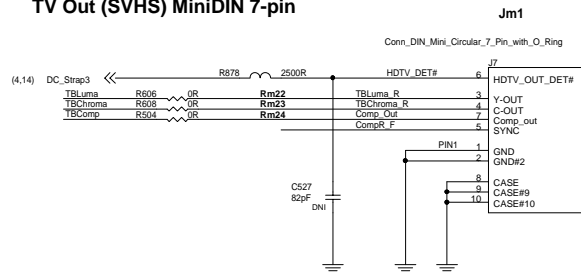 TV Out (SVHS) MiniDIN 7-pin
Jm1
Conn_DIN_Mini_Circular_7_Pin_with_O_Ring
J7
(4,14) DC_Strap3 R878 2500R HDTV_DET# 6 HDTV_OUT_DET#
TBLuma R606 0R Rm22 TBLuma_R 3 Y-OUT
TBChroma R608 0R Rm23 TBChroma_R 4 C-OUT
TBComp R504 0R Rm24 Comp_Out 7 Comp_out
CompR_F 5 SYNC
PIN1 1 GND
2 GND#2
C527 8 CASE
82pF 9 CASE#9
DNI 10 CASE#10